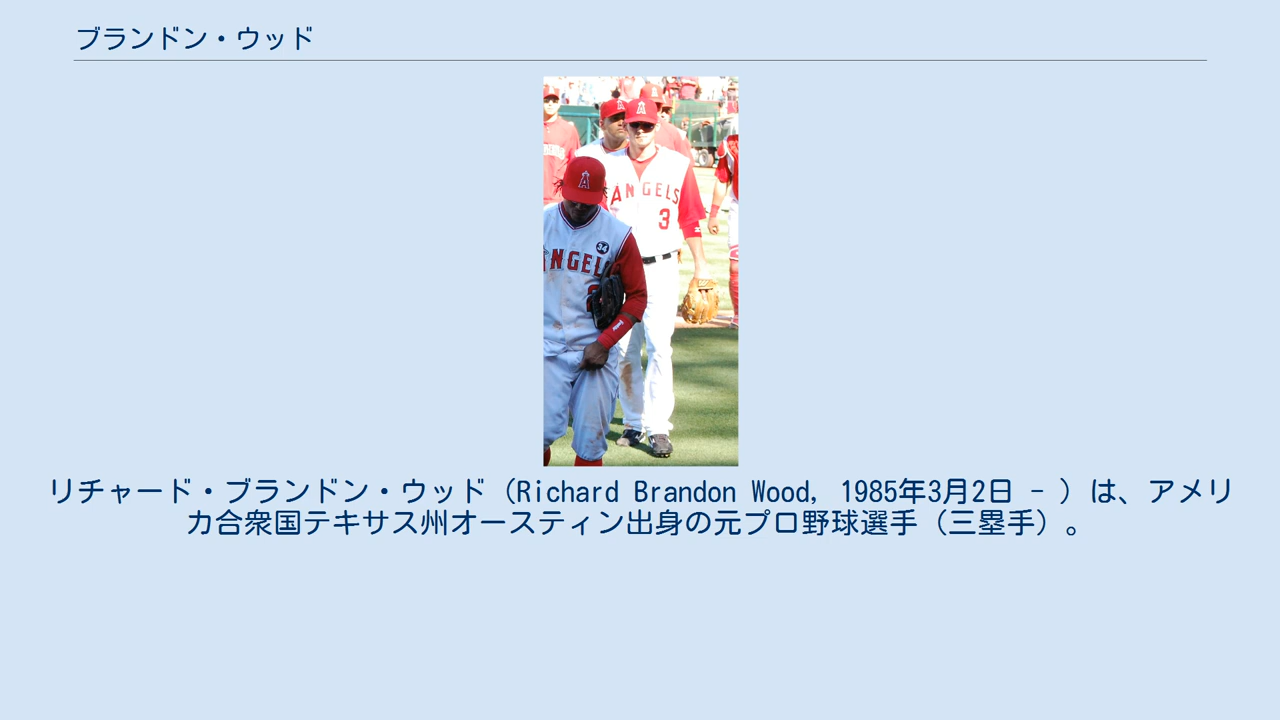 ブランドン・ウッド
A
A
A
ANGELS
3
34
ANGEL
リチャード・ブランドン・ウッド（Richard Brandon Wood, 1985年3月2日 - ）は、アメリ
カ合衆国テキサス州オースティン出身の元プロ野球選手（三塁手）。